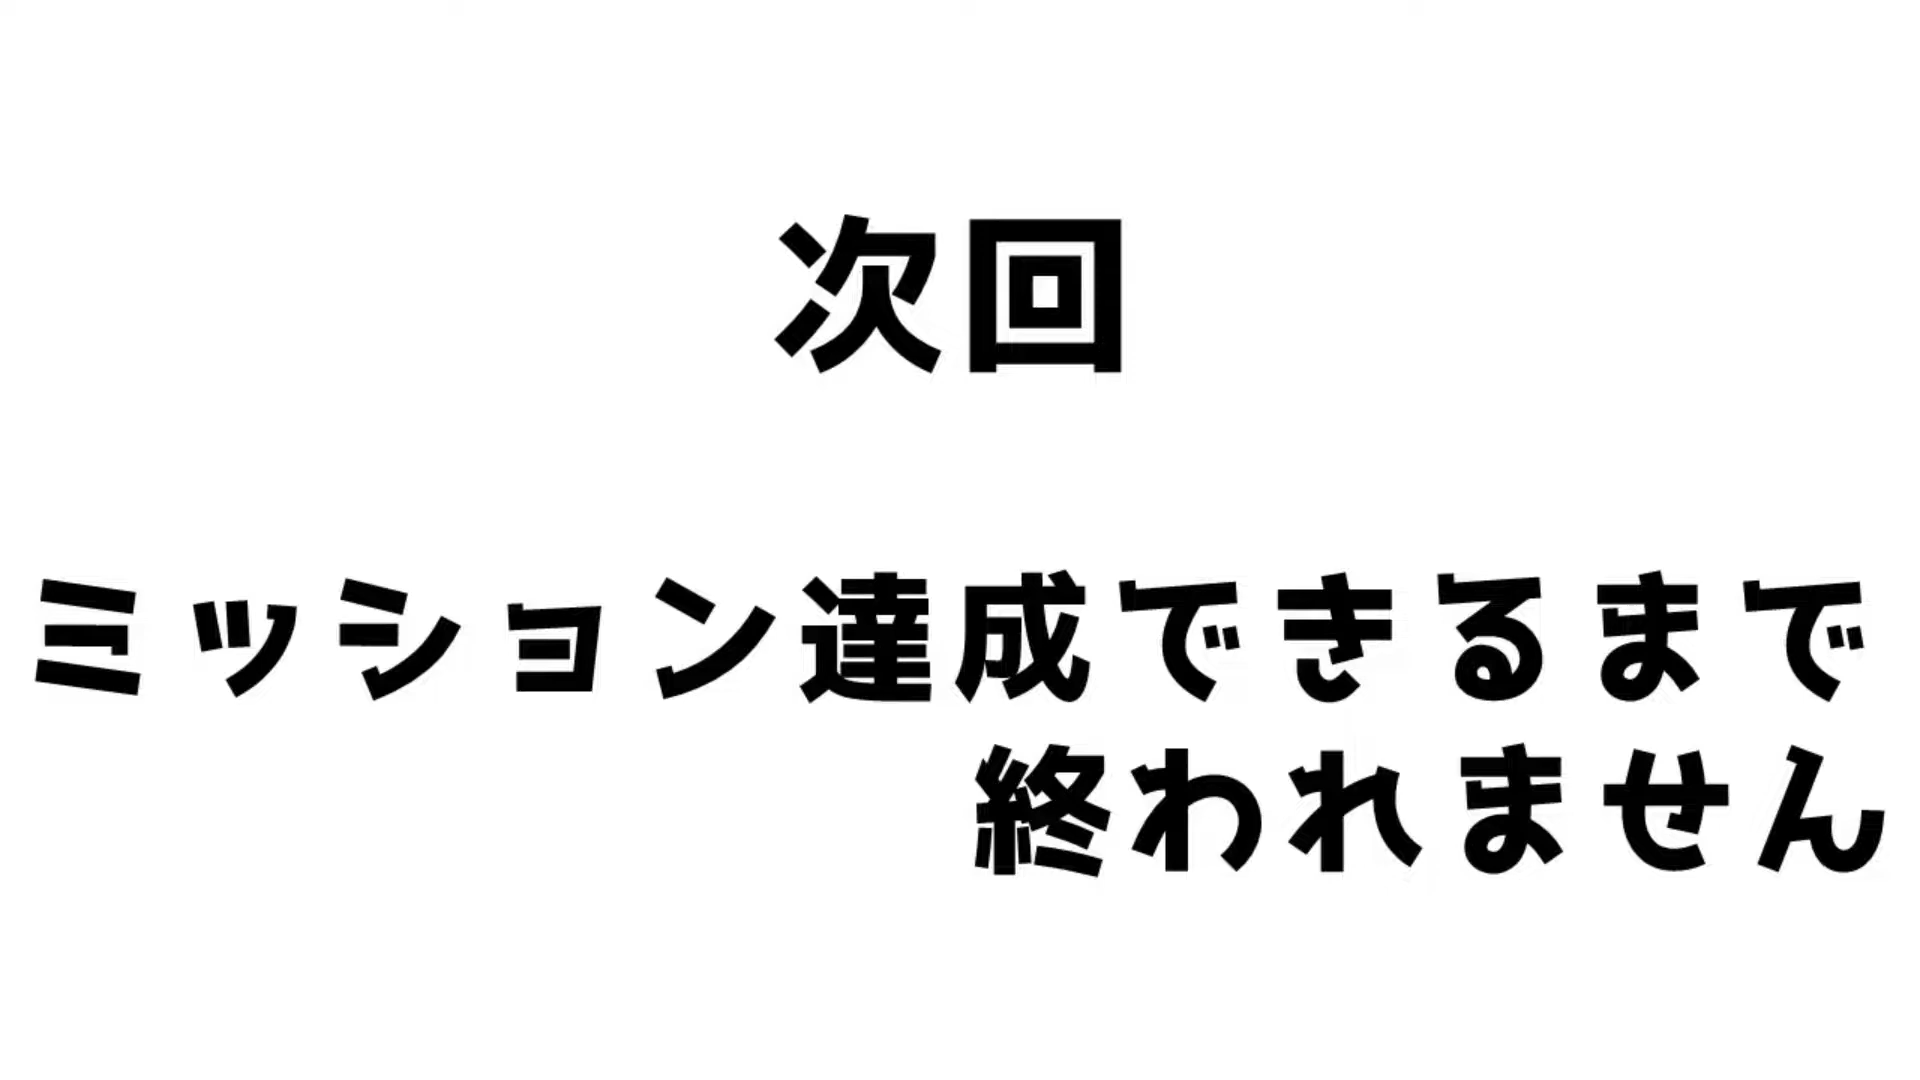 次回
ミッション達成できるまで
終われません